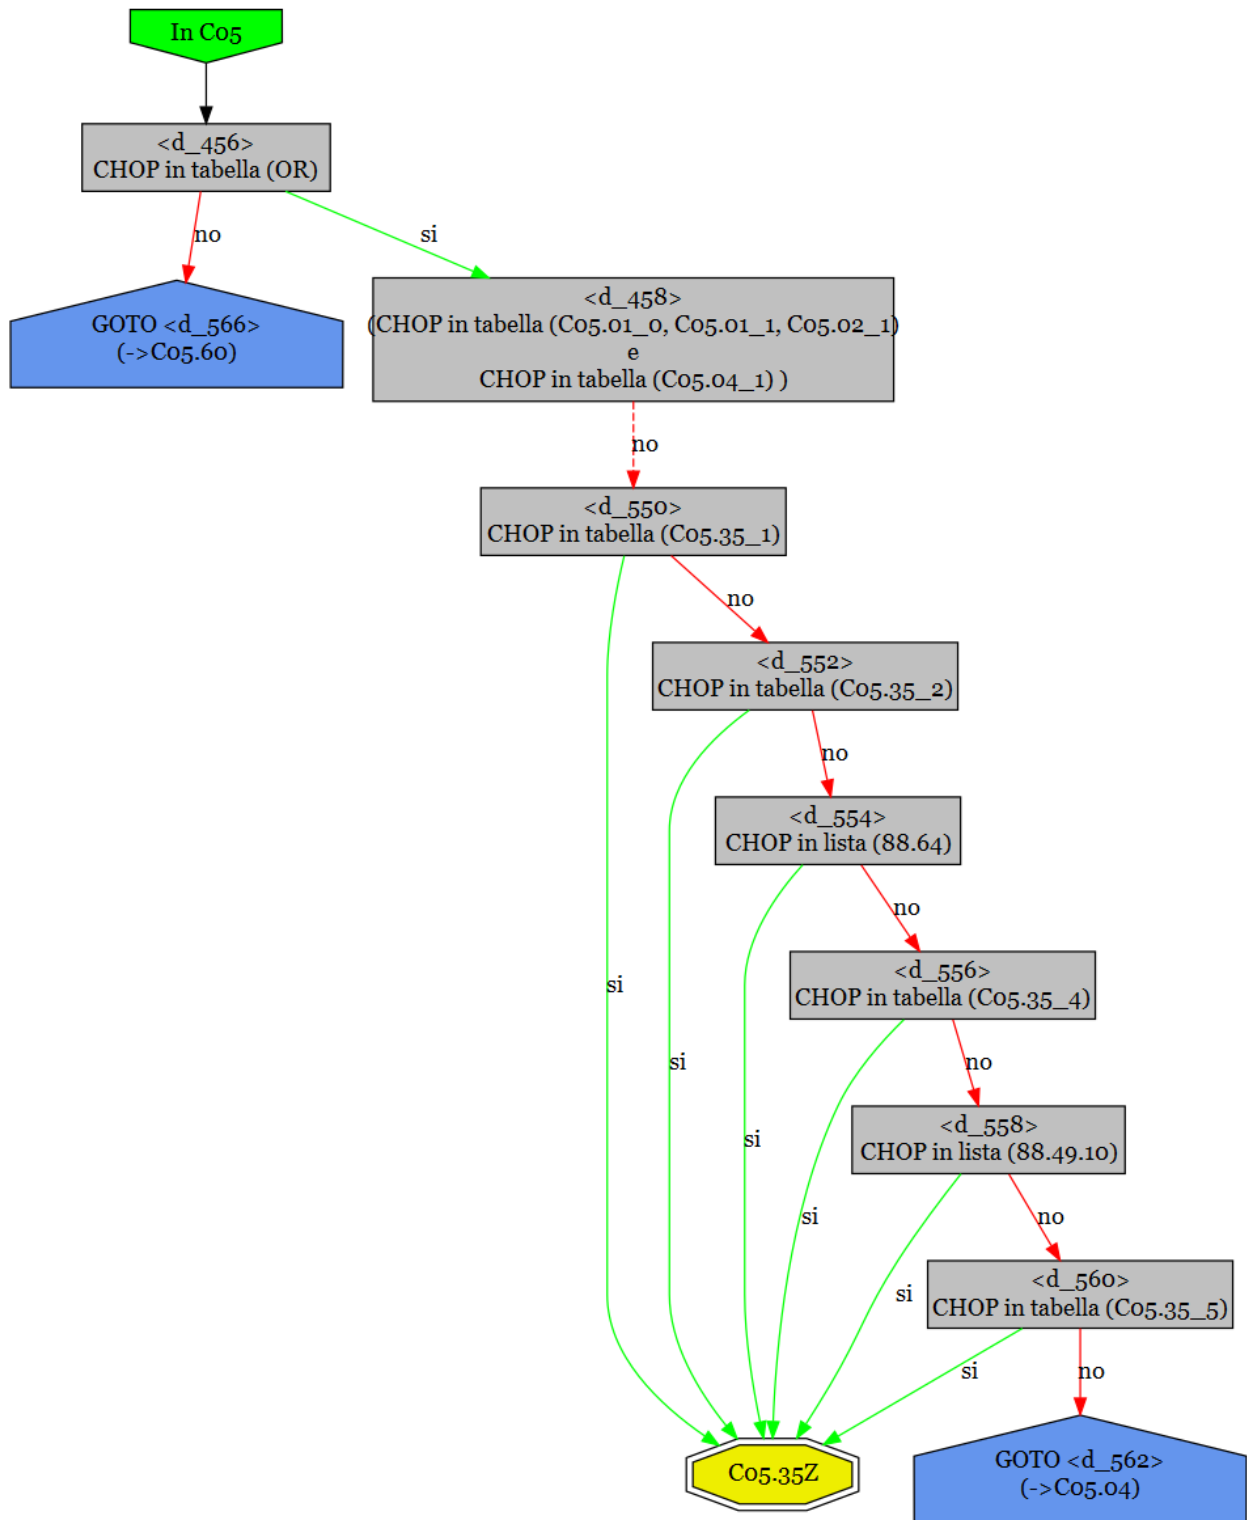 In C05
<d_456>
CHOP in tabella (OR)
no
si
GOTO <d_566>
(->C05.60)
<d_458>
(CHOP in tabella (C05.01_0, C05.01_1, C05.02_1)
e
CHOP in tabella (C05.04_1) )
no
<d_550>
CHOP in tabella (C05.35_1)
no
<d_552>
CHOP in tabella (C05.35_2)
no
<d_554>
CHOP in lista (88.64)
no
<d_556>
CHOP in tabella (C05.35_4)
si
no
si
<d_558>
CHOP in lista (88.49.10)
si
si
no
<d_560>
CHOP in tabella (C05.35_5)
si
si
no
C05.35Z
GOTO <d_562>
(->C05.04)